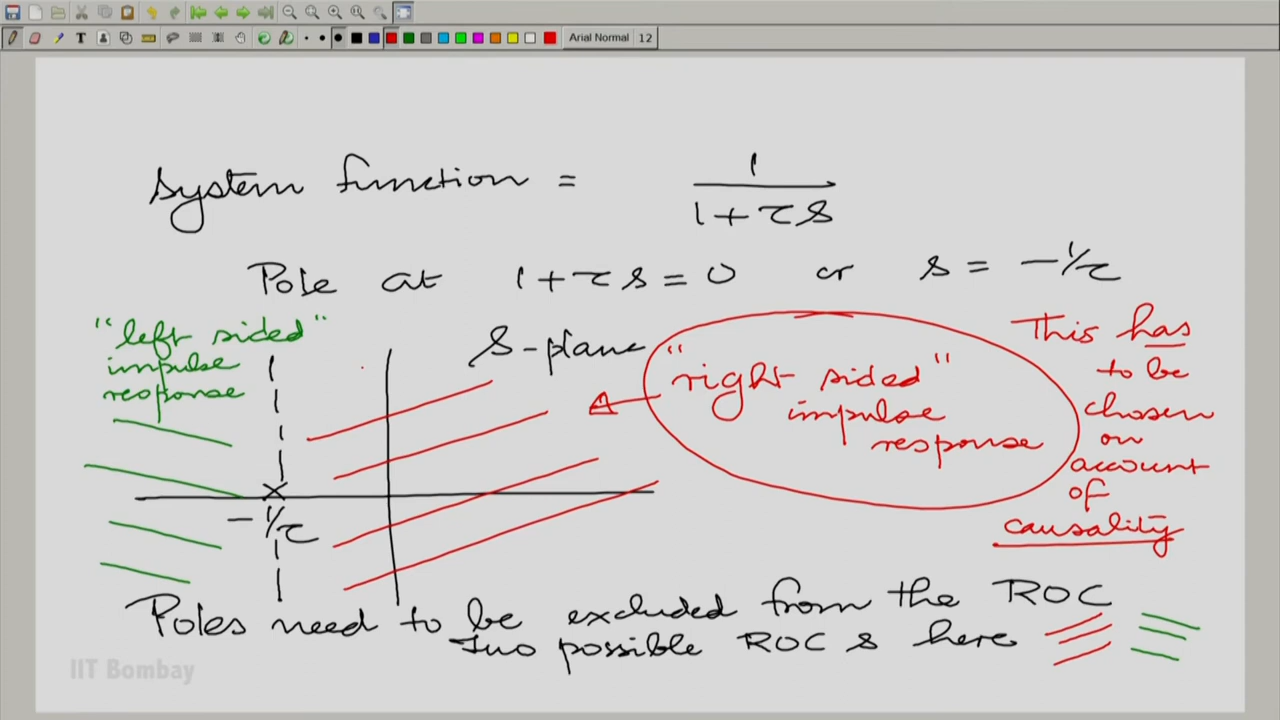 Arial Normal 12
System function = 1/(1+τs)
Pole at 1+τs=0 or s = -1/τ
"left sided"
impulse
response
S-plane
"right sided"
impulse
response
This has
to be
chosen
on
account
of
causality
-1/τ
Poles need to be excluded from the ROC
Two possible ROC s here
IIT Bombay